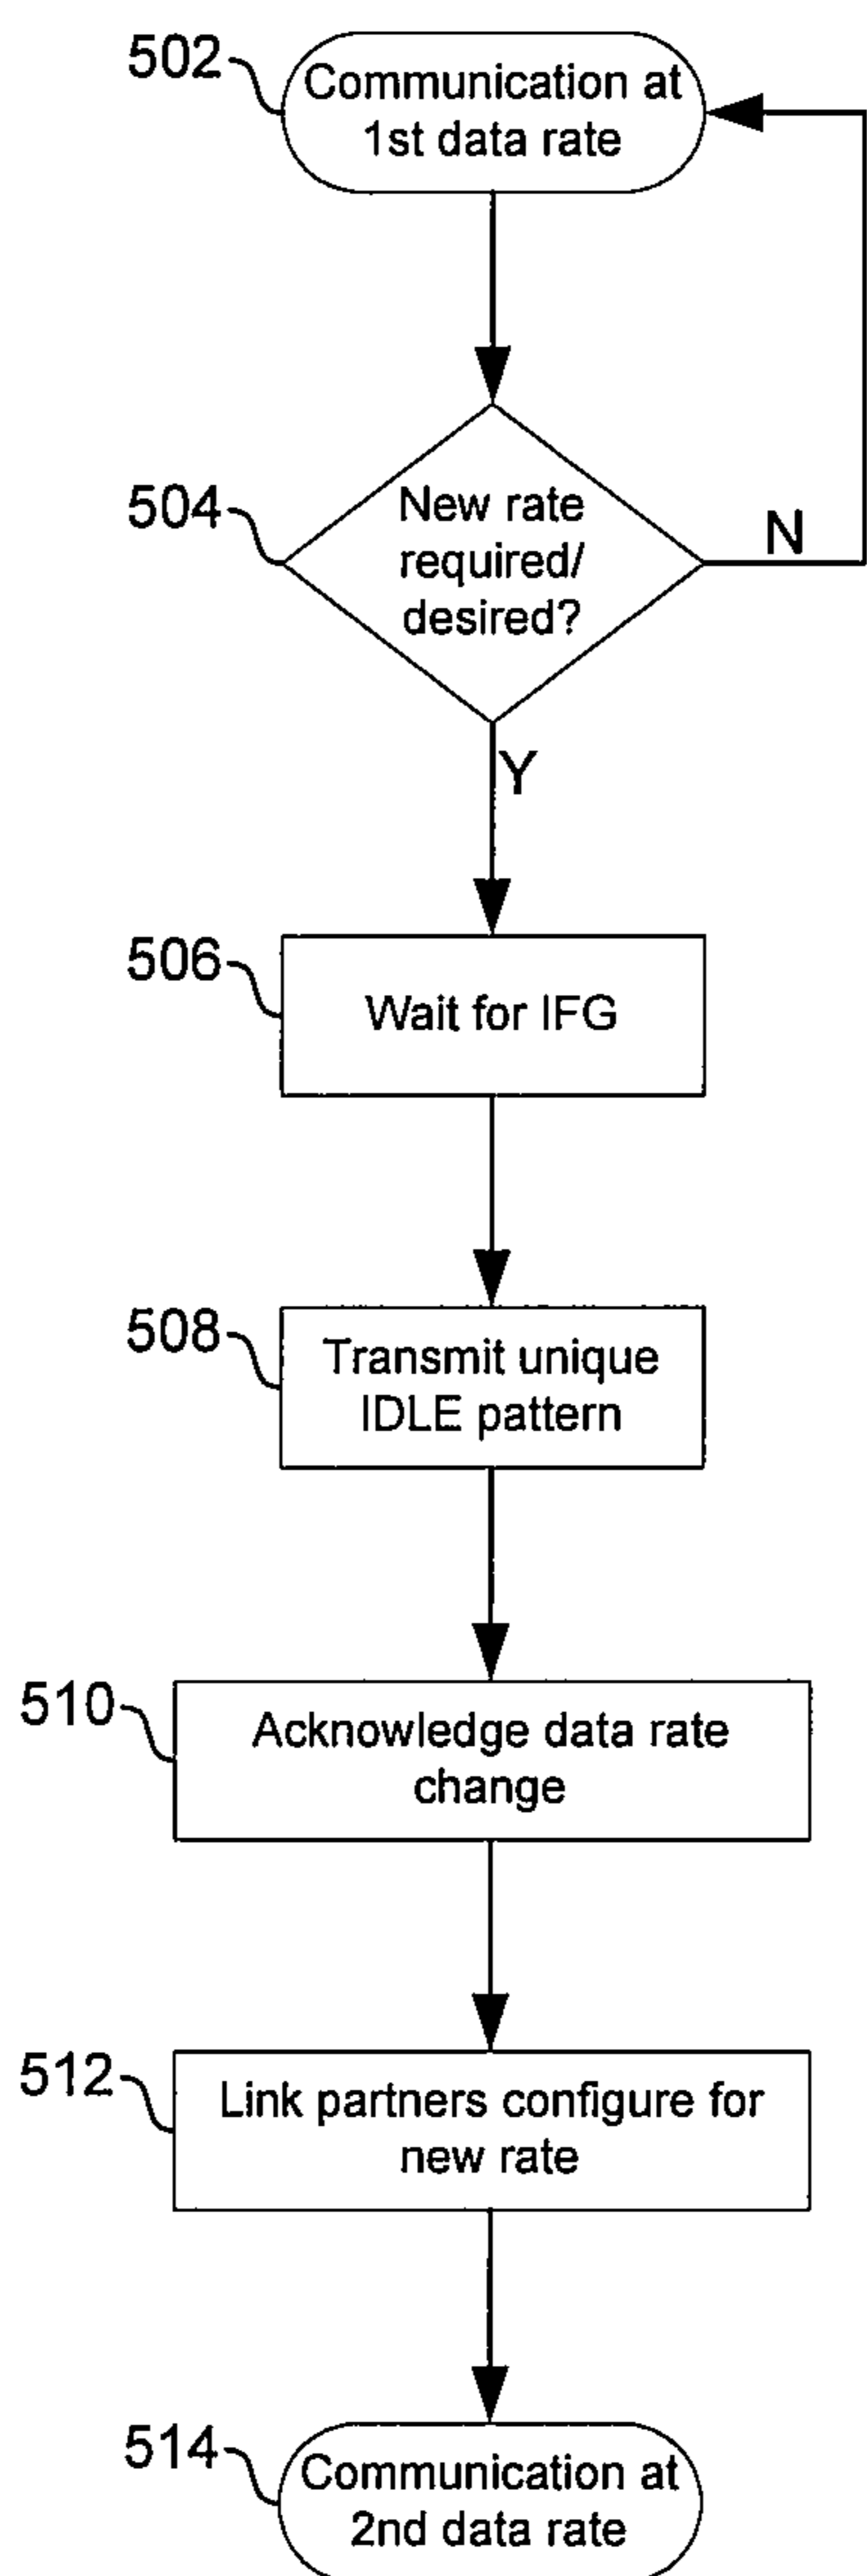 502
Communication at
1st data rate
504
New rate
required/
desired?
N
Y
506
Wait for IFG
508
Transmit unique
IDLE pattern
510
Acknowledge data rate
change
512
Link partners configure for
new rate
514
Communication at
2nd data rate